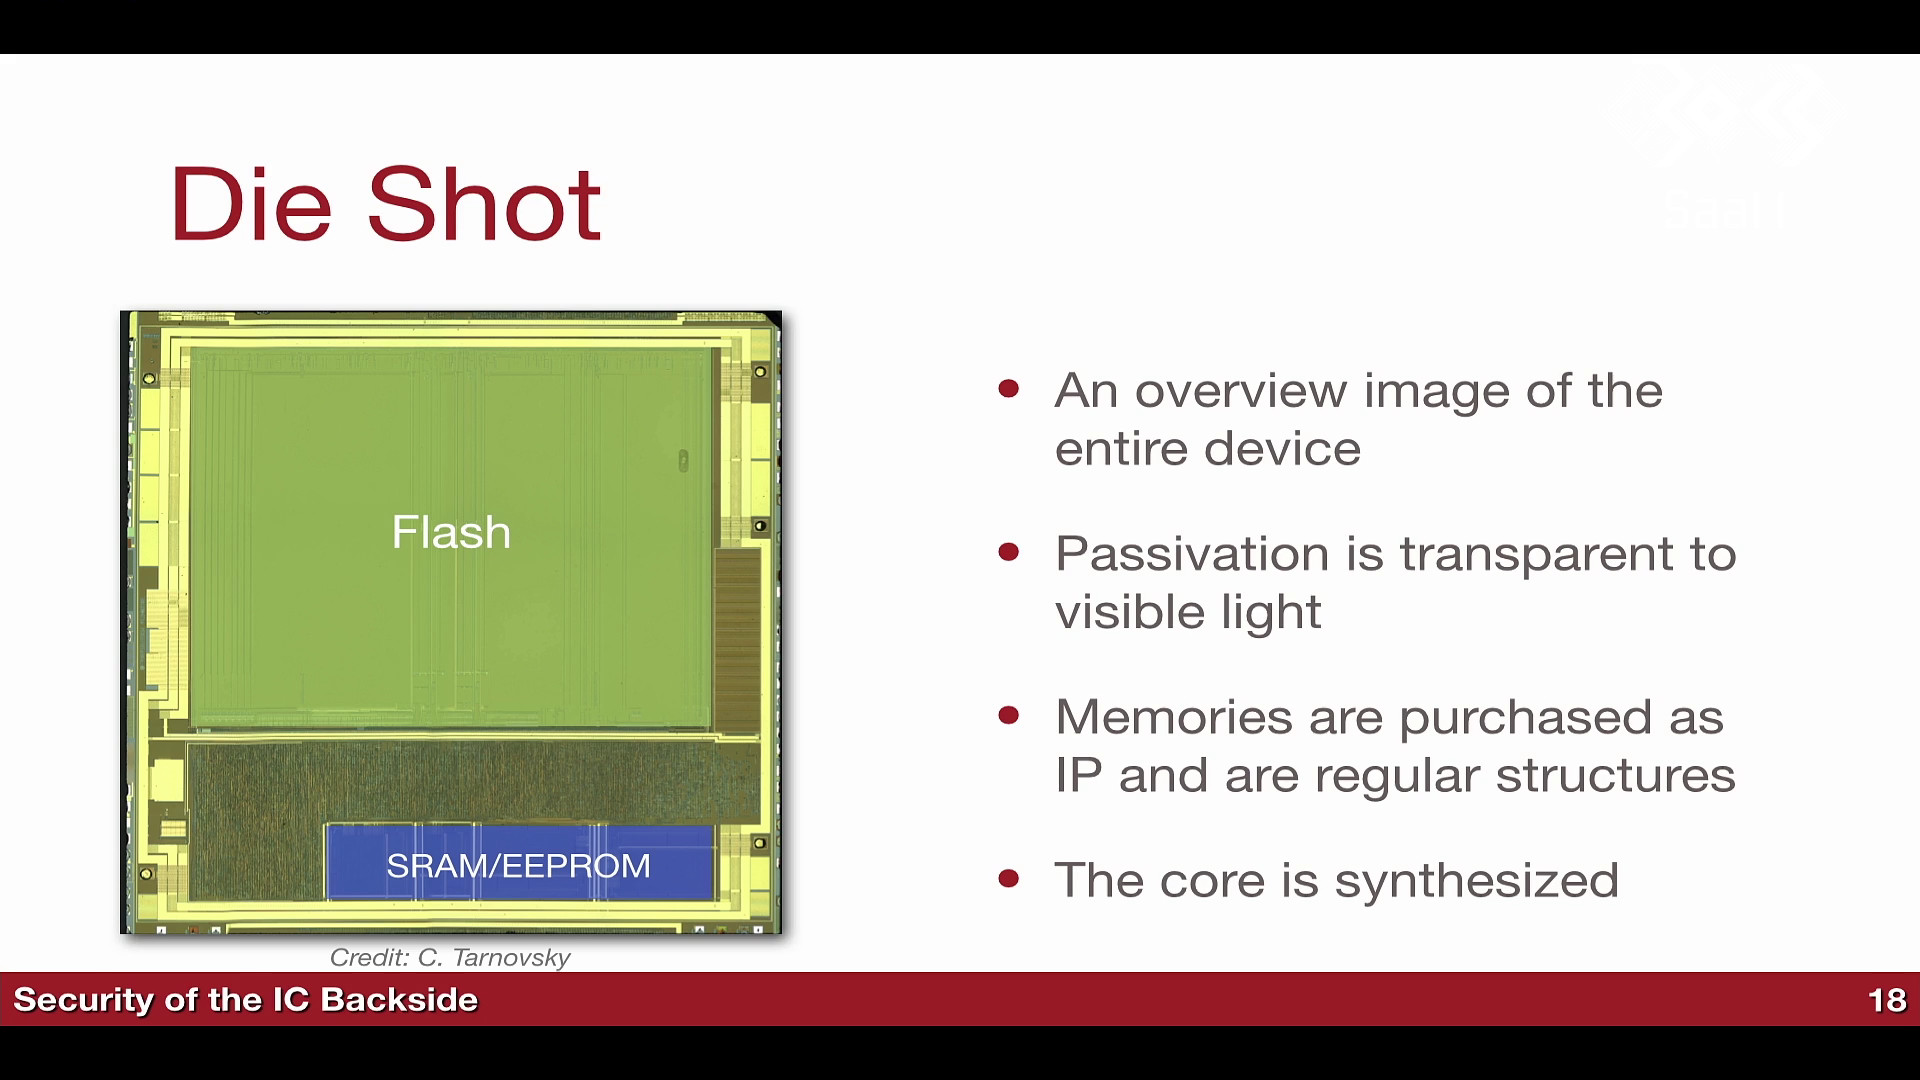 Saal 1
Die Shot
Flash
SRAM/EEPROM
Credit: C. Tarnovsky
An overview image of the
entire device
Passivation is transparent to
visible light
Memories are purchased as
IP and are regular structures
The core is synthesized
Security of the IC Backside
18